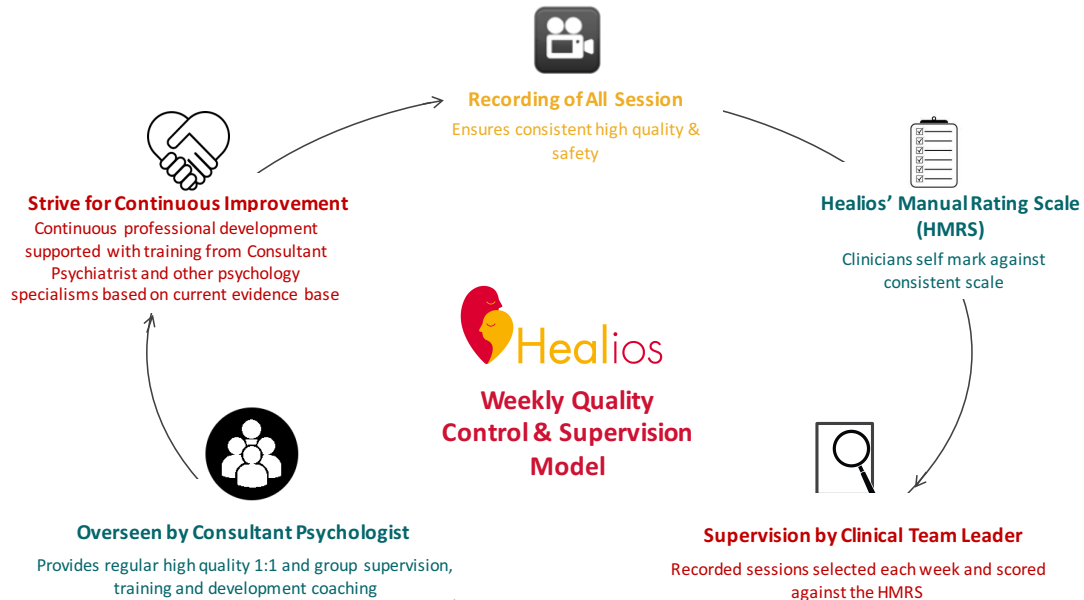 Recording of All Session
Ensures consistent high quality &
safety
Healios’ Manual Rating Scale
(HMRS)
Clinicians self mark against
consistent scale
Supervision by Clinical Team Leader
Recorded sessions selected each week and scored
against the HMRS
Overseen by Consultant Psychologist
Provides regular high quality 1:1 and group supervision,
training and development coaching
Strive for Continuous Improvement
Continuous professional development
supported with training from Consultant
Psychiatrist and other psychology
specialisms based on current evidence base
Healios
Weekly Quality
Control & Supervision
Model